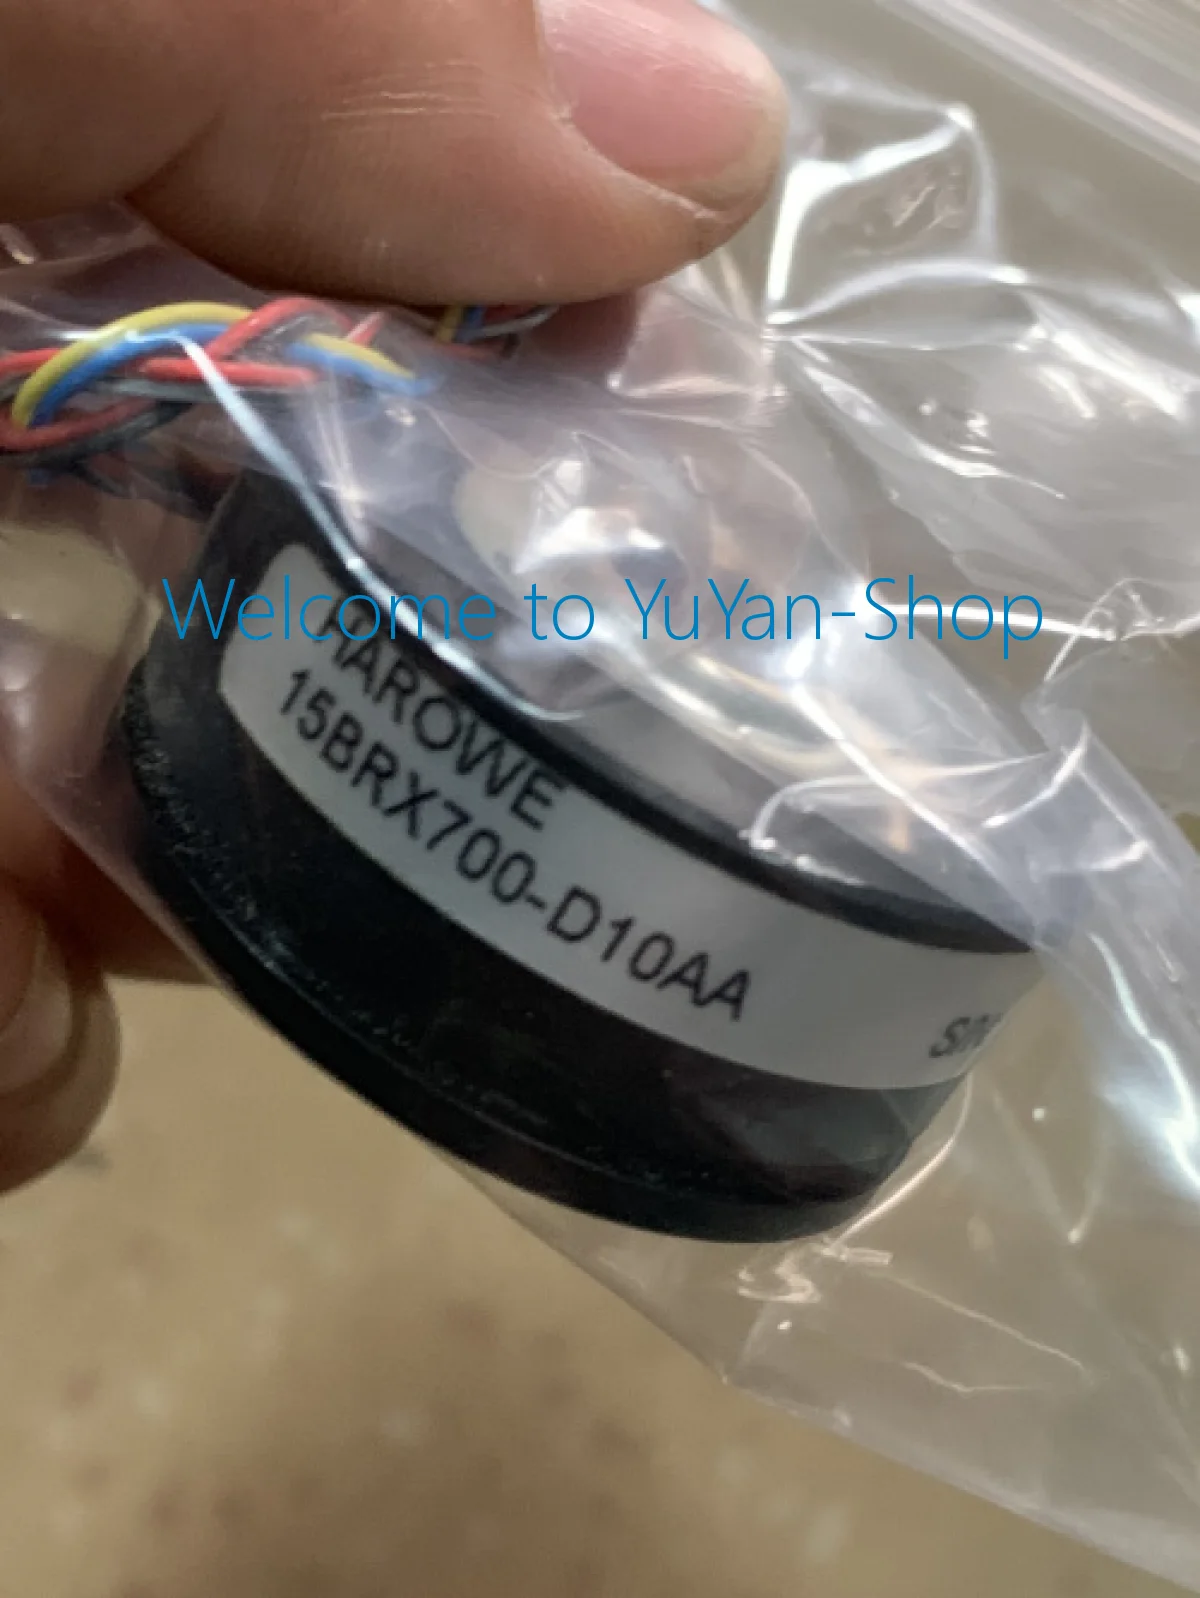 Welcome to YuYan-Shop
HAROWE
15BRX700-D10AA